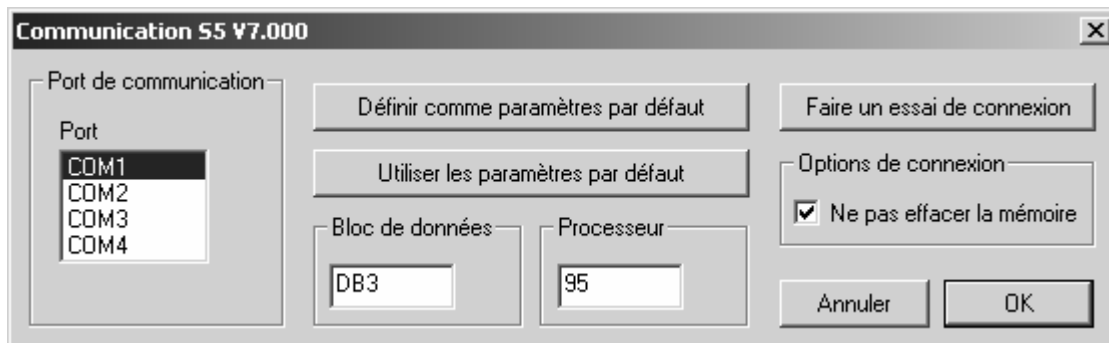 Communication S5 V7.000
Port de communication
Port
COM1
COM2
COM3
COM4
Définir comme paramètres par défaut
Utiliser les paramètres par défaut
Bloc de données
DB3
Processeur
95
Faire un essai de connexion
Options de connexion
Ne pas effacer la mémoire
Annuler
OK